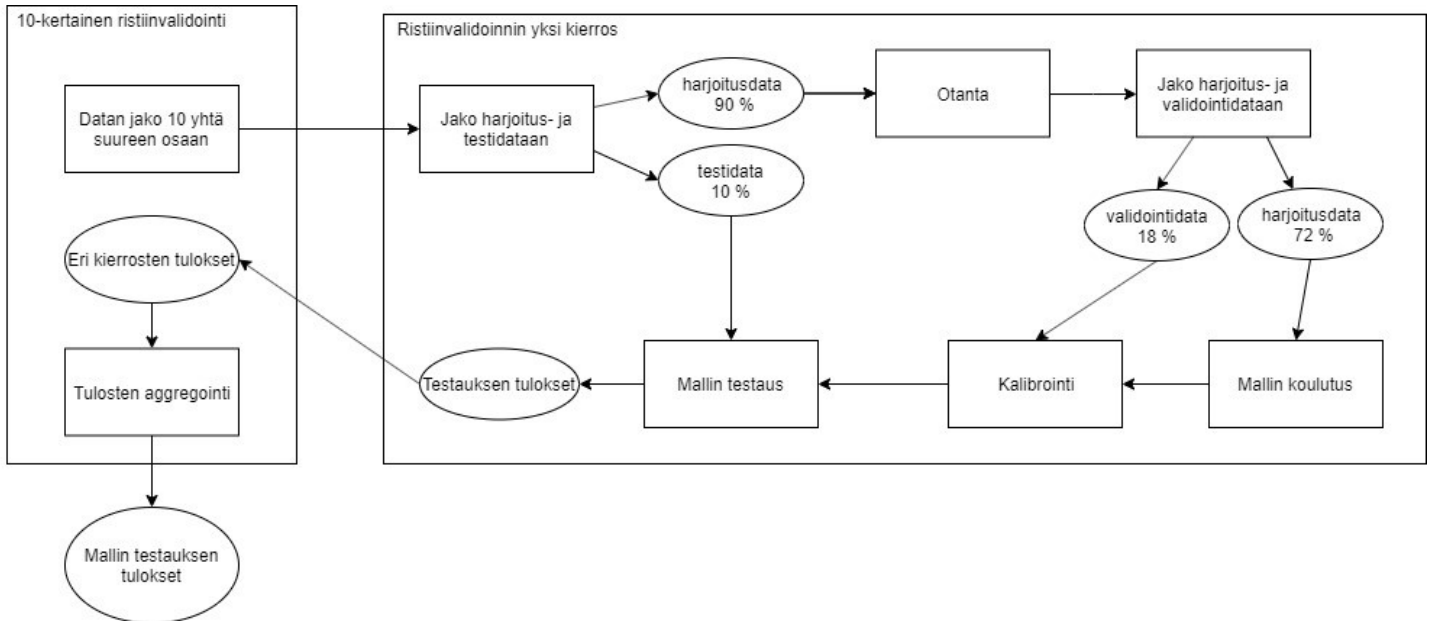 10-kertainen ristiinvalidointi
Datan jako 10 yhtä
suureen osaan
Eri kierrosten tulokset
Tulosten aggregointi
Mallin testauksen
tulokset
Ristiinvalidoinnin yksi kierros
Jako harjoitus- ja
testidataan
harjoitusdata
90 %
testidata
10 %
Otanta
Jako harjoitus- ja
validointidataan
validointidata
18 %
harjoitusdata
72 %
Testauksen tulokset
Mallin testaus
Kalibrointi
Mallin koulutus